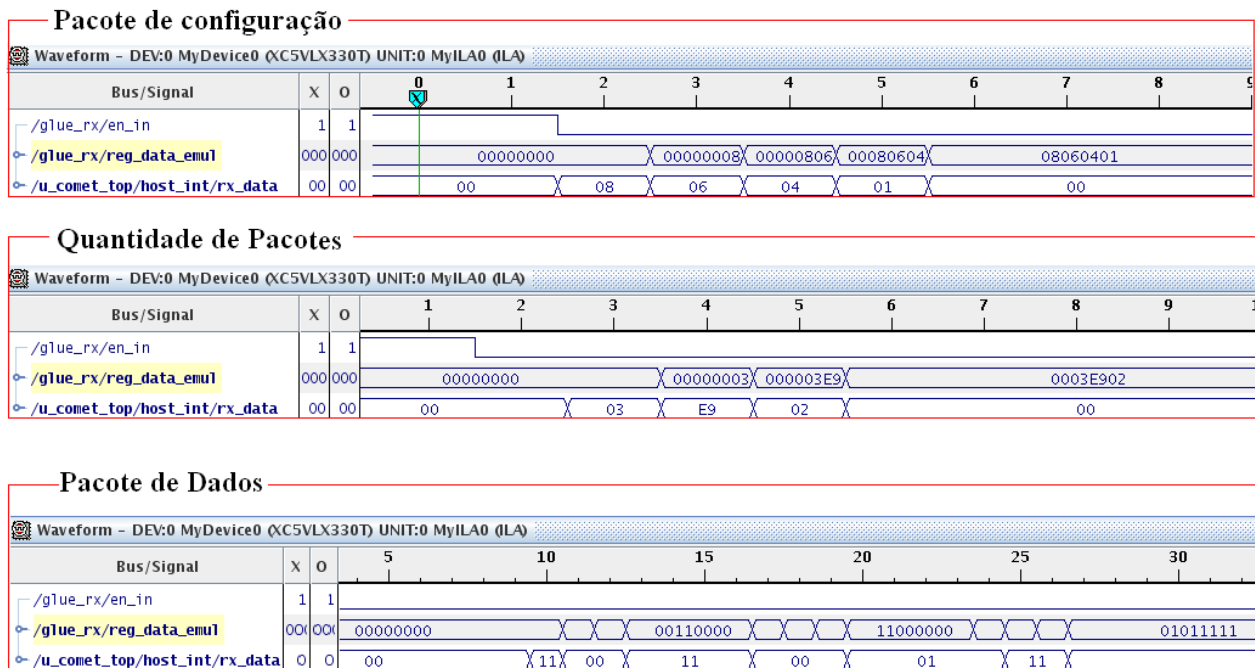 Pacote de configuração
Waveform - DEV:0 MyDevice0 (XC5VLX330T) UNIT:0 MyILA0 (ILA)
Bus/Signal X O 0 1 2 3 4 5 6 7 8 9
X
/glue_rx/en_in 1 1
/glue_rx/reg_data_emul 000 000 00000000 00000008 00000806 00080604 08060401
/u_comet_top/host_int/rx_data 00 00 00 08 06 04 01 00
Quantidade de Pacotes
Waveform - DEV:0 MyDevice0 (XC5VLX330T) UNIT:0 MyILA0 (ILA)
Bus/Signal X O 1 2 3 4 5 6 7 8 9 1
/glue_rx/en_in 1 1
/glue_rx/reg_data_emul 000 000 00000000 00000003 000003E9 0003E902
/u_comet_top/host_int/rx_data 00 00 00 03 E9 02 00
Pacote de Dados
Waveform - DEV:0 MyDevice0 (XC5VLX330T) UNIT:0 MyILA0 (ILA)
Bus/Signal X O 5 10 15 20 25 30
/glue_rx/en_in 1 1
/glue_rx/reg_data_emul 00 00 00000000 00110000 11000000 01011111
/u_comet_top/host_int/rx_data 0 0 00 11 00 11 00 01 11